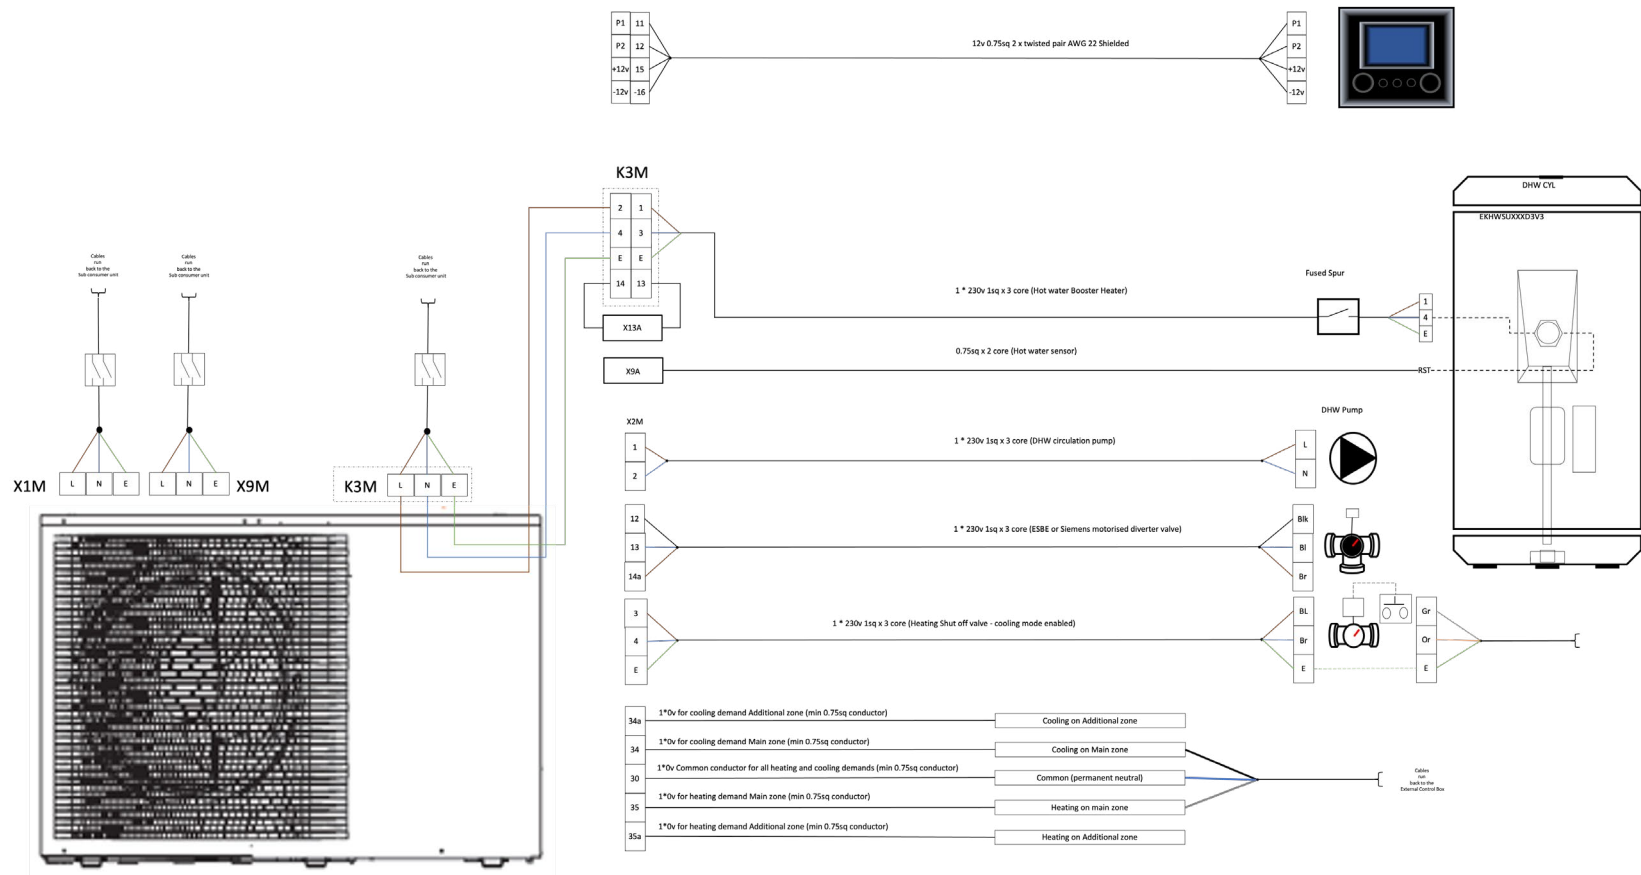 P1 11
P2 12
+12v 15
-12v -16
12v 0.75sq 2 x twisted pair AWG 22 Shielded
P1
P2
+12v
-12v
K3M
2 1
4 3
E E
14 13
X13A
X9A
1 * 230v 1sq x 3 core (Hot water Booster Heater)
0.75sq x 2 core (Hot water sensor)
Fused Spur
1
4
E
RST
DHW CYL
EKHWSUXXXD3V3
Cables
run
back to the
Sub consumer unit
Cables
run
back to the
Sub consumer unit
Cables
run
back to the
Sub consumer unit
X1M
L N E
L N E
X9M
K3M
L N E
X2M
1
2
1 * 230v 1sq x 3 core (DHW circulation pump)
L
N
DHW Pump
12
13
14a
1 * 230v 1sq x 3 core (ESBE or Siemens motorised diverter valve)
Blk
Bl
Br
3
4
E
1 * 230v 1sq x 3 core (Heating Shut off valve - cooling mode enabled)
BL
Br
E
Gr
Or
E
34a
1*0v for cooling demand Additional zone (min 0.75sq conductor)
Cooling on Additional zone
34
1*0v for cooling demand Main zone (min 0.75sq conductor)
Cooling on Main zone
30
1*0v Common conductor for all heating and cooling demands (min 0.75sq conductor)
Common (permanent neutral)
35
1*0v for heating demand Main zone (min 0.75sq conductor)
Heating on main zone
35a
1*0v for heating demand Additional zone (min 0.75sq conductor)
Heating on Additional zone
Cables
run
back to the
External Control Box